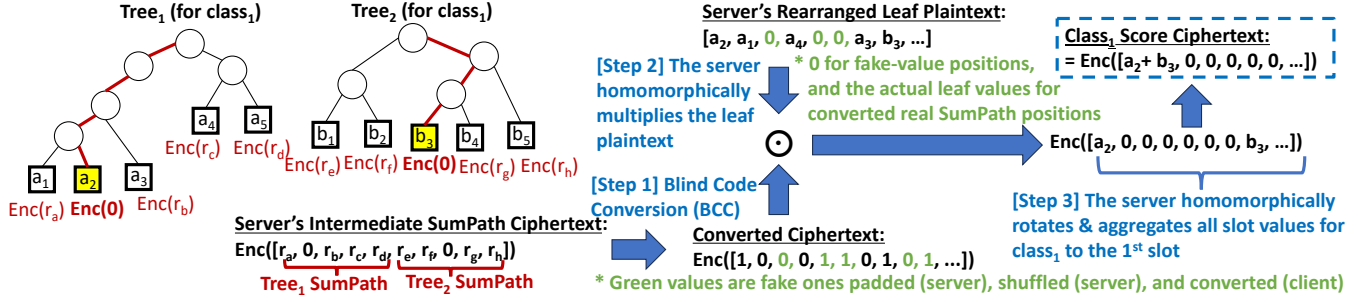 Tree1 (for class1)
a4
a5
Enc(rc)
Enc(rd)
a1
a2
a3
Enc(ra)
Enc(0)
Enc(rb)
Tree2 (for class1)
b1
b2
b3
b4
b5
Enc(re)
Enc(rf)
Enc(0)
Enc(rg)
Enc(rh)
Server's Intermediate SumPath Ciphertext:
Enc([ra, 0, rb, rc, rd, re, rf, 0, rg, rh])
Tree1 SumPath
Tree2 SumPath
Server's Rearranged Leaf Plaintext:
[a2, a1, 0, a4, 0, 0, a3, b3, ...]
[Step 2] The server
homomorphically
multiplies the leaf
plaintext
* 0 for fake-value positions,
and the actual leaf values for
converted real SumPath positions
[Step 1] Blind Code
Conversion (BCC)
Converted Ciphertext:
Enc([1, 0, 0, 0, 1, 1, 0, 1, 0, 1, ...])
* Green values are fake ones padded (server), shuffled (server), and converted (client)
Class1 Score Ciphertext:
= Enc([a2+ b3, 0, 0, 0, 0, 0, ...])
Enc([a2, 0, 0, 0, 0, 0, 0, b3, ...])
[Step 3] The server homomorphically
rotates & aggregates all slot values for
class1 to the 1st slot